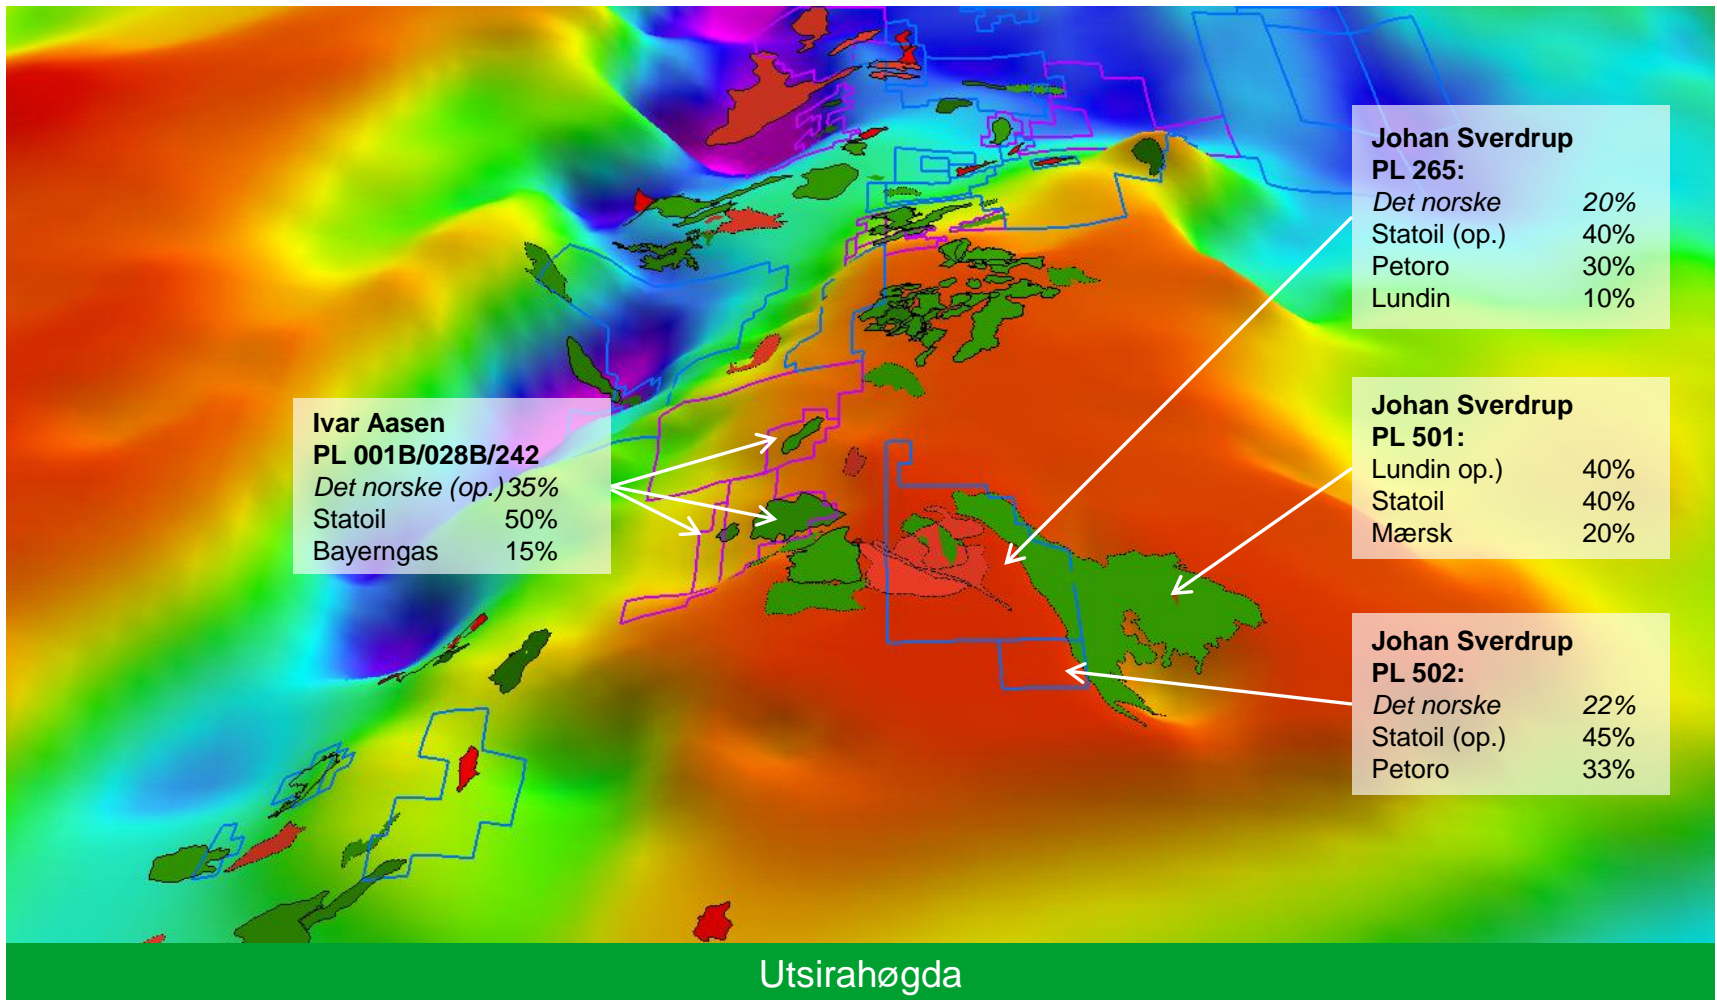 Johan Sverdrup
PL 265:
Det norske 20%
Statoil (op.) 40%
Petoro 30%
Lundin 10%
Johan Sverdrup
PL 501:
Lundin op.) 40%
Statoil 40%
Mærsk 20%
Ivar Aasen
PL 001B/028B/242
Det norske (op.) 35%
Statoil 50%
Bayerngas 15%
Johan Sverdrup
PL 502:
Det norske 22%
Statoil (op.) 45%
Petoro 33%
Utsirahøgda